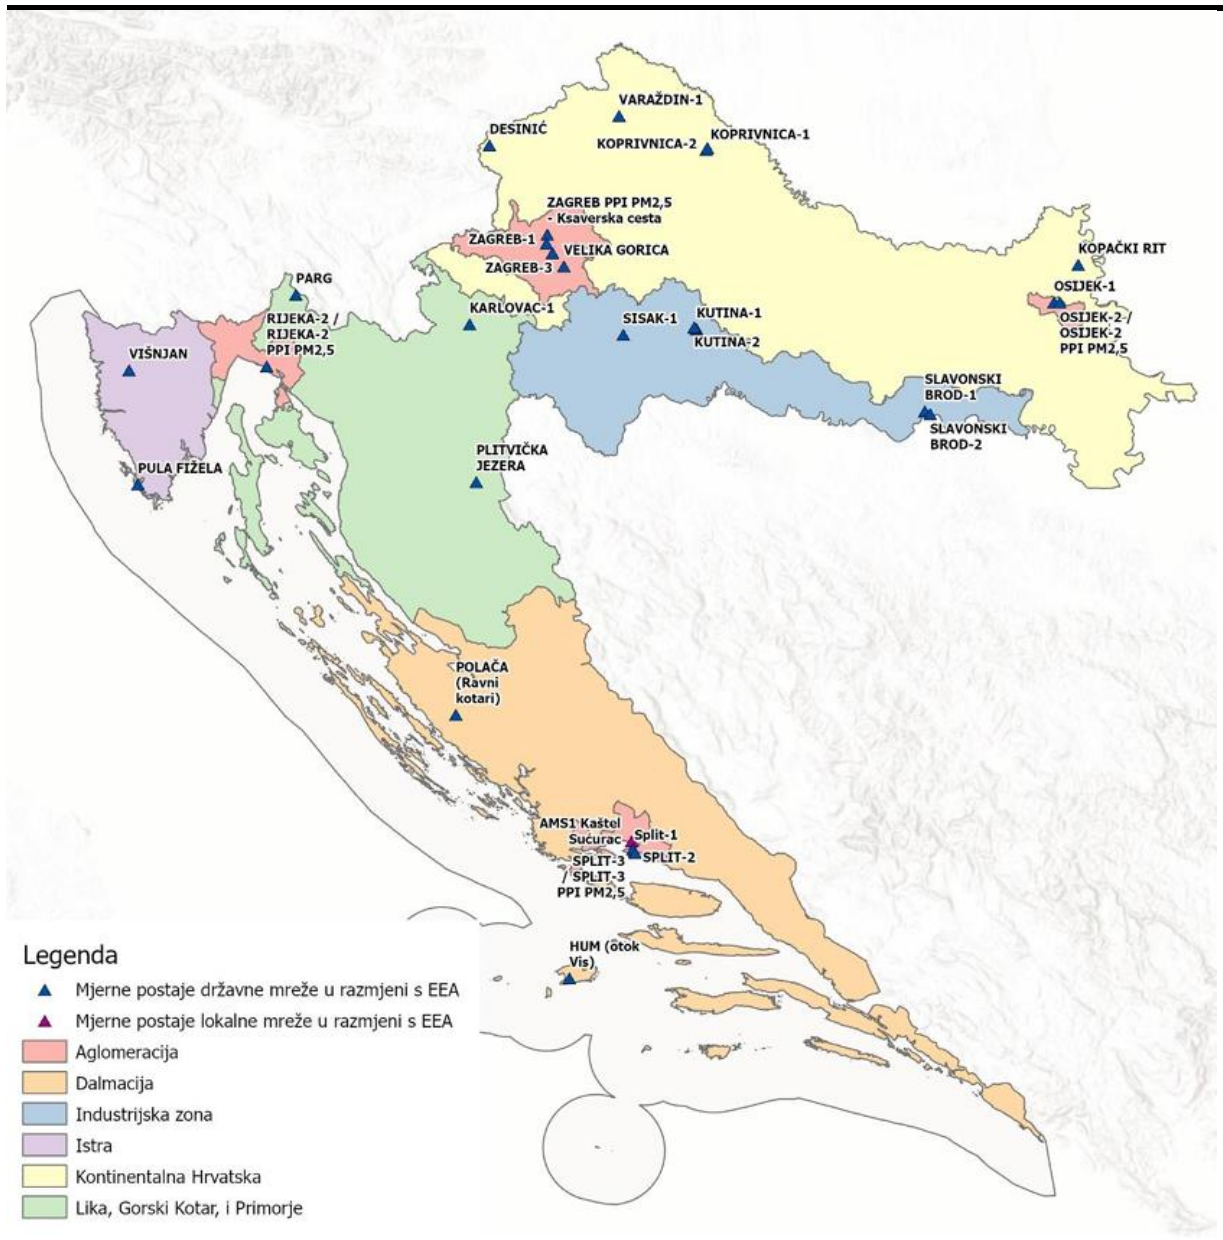 VARAŽDIN-1
DESINIĆ
KOPRIVNICA-2
KOPRIVNICA-1
ZAGREB PPI PM2,5
- Ksaverska cesta
ZAGREB-1
VELIKA GORICA
ZAGREB-3
KOPAČKI RIT
OSIJEK-1
OSIJEK-2 /
OSIJEK-2
PPI PM2,5
PARG
RIJEKA-2 /
RIJEKA-2
PPI PM2,5
KARLOVAC-1
SISAK-1
KUTINA-1
KUTINA-2
VIŠNJAN
SLAVONSKI
BROD-1
SLAVONSKI
BROD-2
PULA FIŽELA
PLITVIČKA
JEZERA
POLAČA
(Ravni
kotari)
AMS1 Kaštel
Sućurac
Split-1
SPLIT-2
SPLIT-3
/ SPLIT-3
PPI PM2,5
HUM (otok
Vis)
Legenda
Mjerne postaje državne mreže u razmjeni s EEA
Mjerne postaje lokalne mreže u razmjeni s EEA
Aglomeracija
Dalmacija
Industrijska zona
Istra
Kontinentalna Hrvatska
Lika, Gorski Kotar, i Primorje